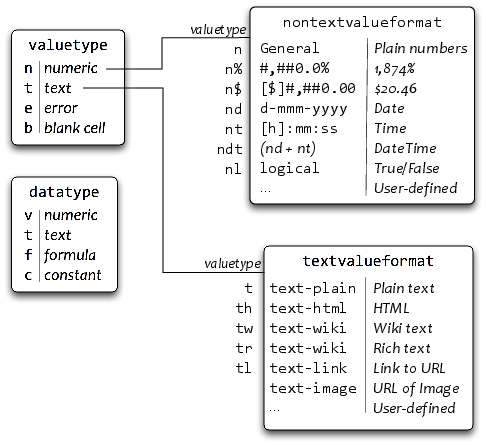 valuetype
n numeric
t text
e error
b blank cell
datatype
v numeric
t text
f formula
c constant
valuetype nontextvalueformat
n General Plain numbers
n% #,##0.0% 1,874%
n$ [$]#,##0.00 $20.46
nd d-mmm-yyyy Date
nt [h]:mm:ss Time
ndt (nd + nt) DateTime
nl logical True/False
... User-defined
valuetype textvalueformat
t text-plain Plain text
th text-html HTML
tw text-wiki Wiki text
tr text-wiki Rich text
tl text-link Link to URL
text-image URL of Image
... User-defined